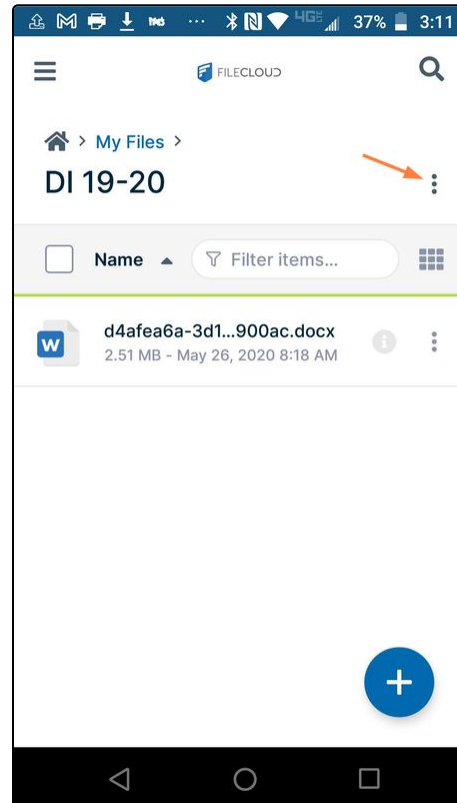 4G 37% 3:11
FILECLOUD
> My Files >
DI 19-20
Name Filter items...
W d4afea6a-3d1...900ac.docx
2.51 MB - May 26, 2020 8:18 AM